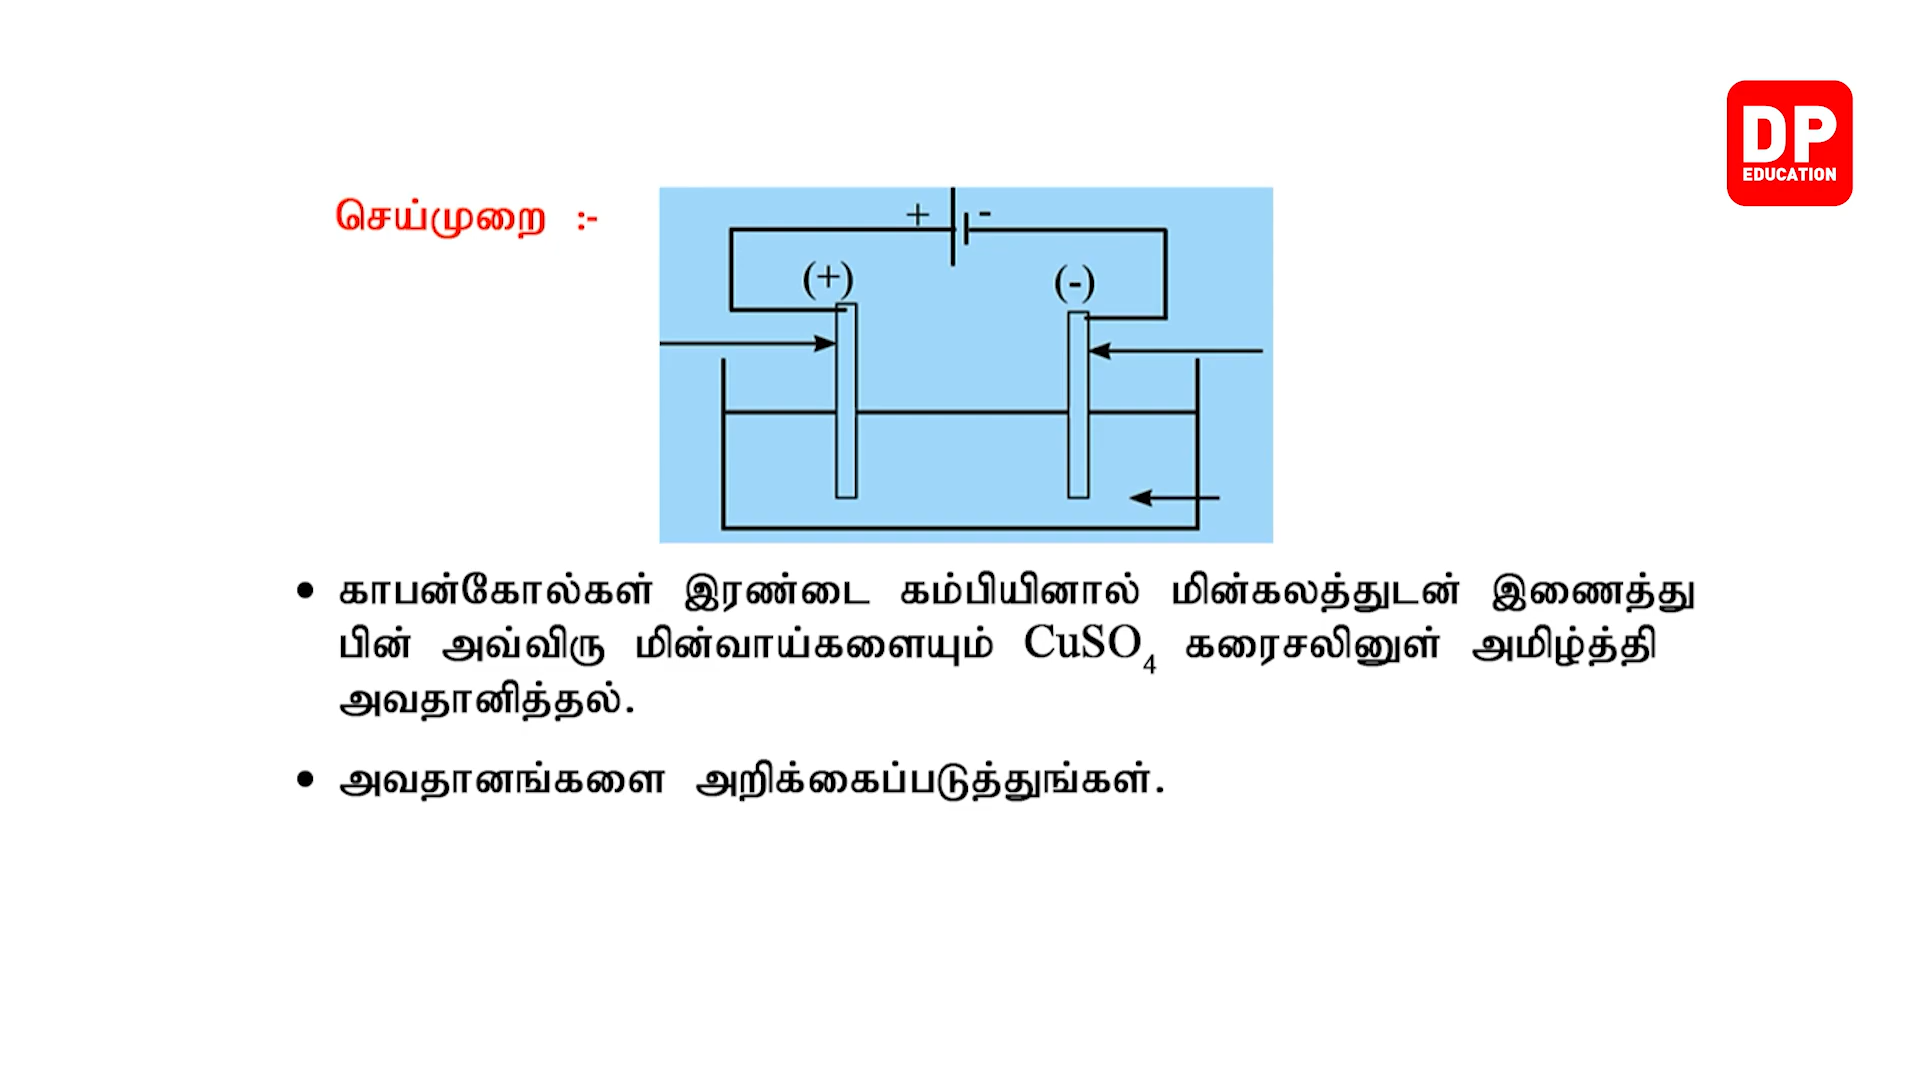 DP
EDUCATION
செய்முறை :-
+ -
(+) (-)
• காபன்கோல்கள் இரண்டை கம்பியினால் மின்கலத்துடன் இணைத்து
பின் அவ்விரு மின்வாய்களையும் CuSO₄ கரைசலினுள் அமிழ்த்தி
அவதானித்தல்.
• அவதானங்களை அறிக்கைப்படுத்துங்கள்.